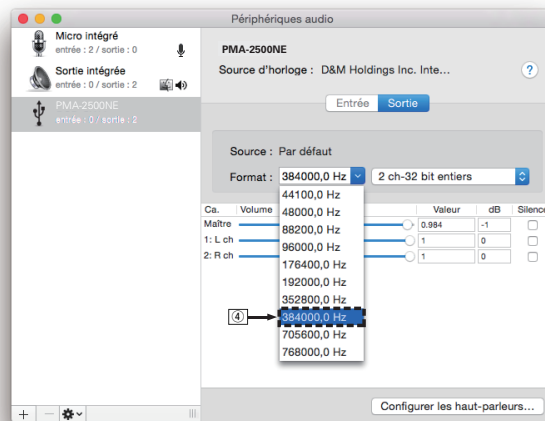 Périphériques audio
Micro intégré
entrée : 2 / sortie : 0
Sortie intégrée
entrée : 0 / sortie : 2
PMA-2500NE
entrée : 0 / sortie : 2
PMA-2500NE
Source d'horloge : D&M Holdings Inc. Inte...
?
Entrée Sortie
Source : Par défaut
Format : 384000,0 Hz 2 ch-32 bit entiers
44100,0 Hz
48000,0 Hz
88200,0 Hz
96000,0 Hz
176400,0 Hz
192000,0 Hz
352800,0 Hz
④ 384000,0 Hz
705600,0 Hz
768000,0 Hz
Ca. Volume Valeur dB Silence
Maître 0.984 -1
1: L ch 1 0
2: R ch 1 0
Configurer les haut-parleurs...